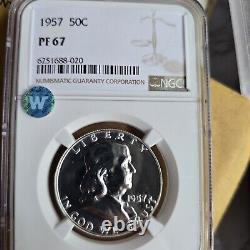 1957 50C
PF 67
6251688-020
NUMISMATIC GUARANTY CORPORATION
NGC
W
LIBERTY
1957
IN GOD WE TRUST